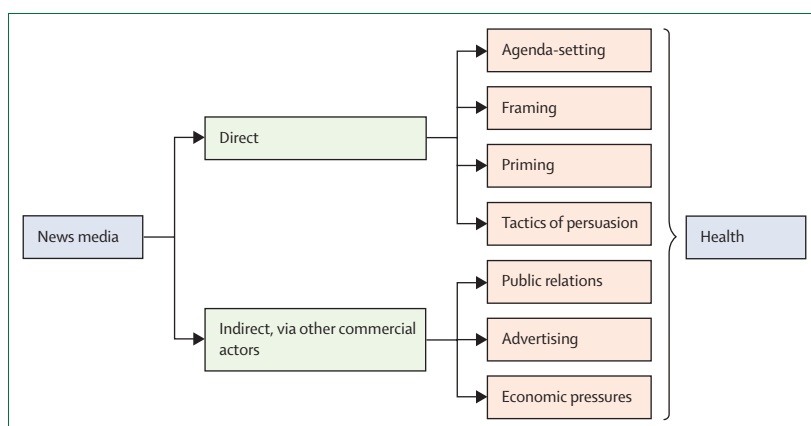 News media
Direct
Indirect, via other commercial
actors
Agenda-setting
Framing
Priming
Tactics of persuasion
Public relations
Advertising
Economic pressures
Health